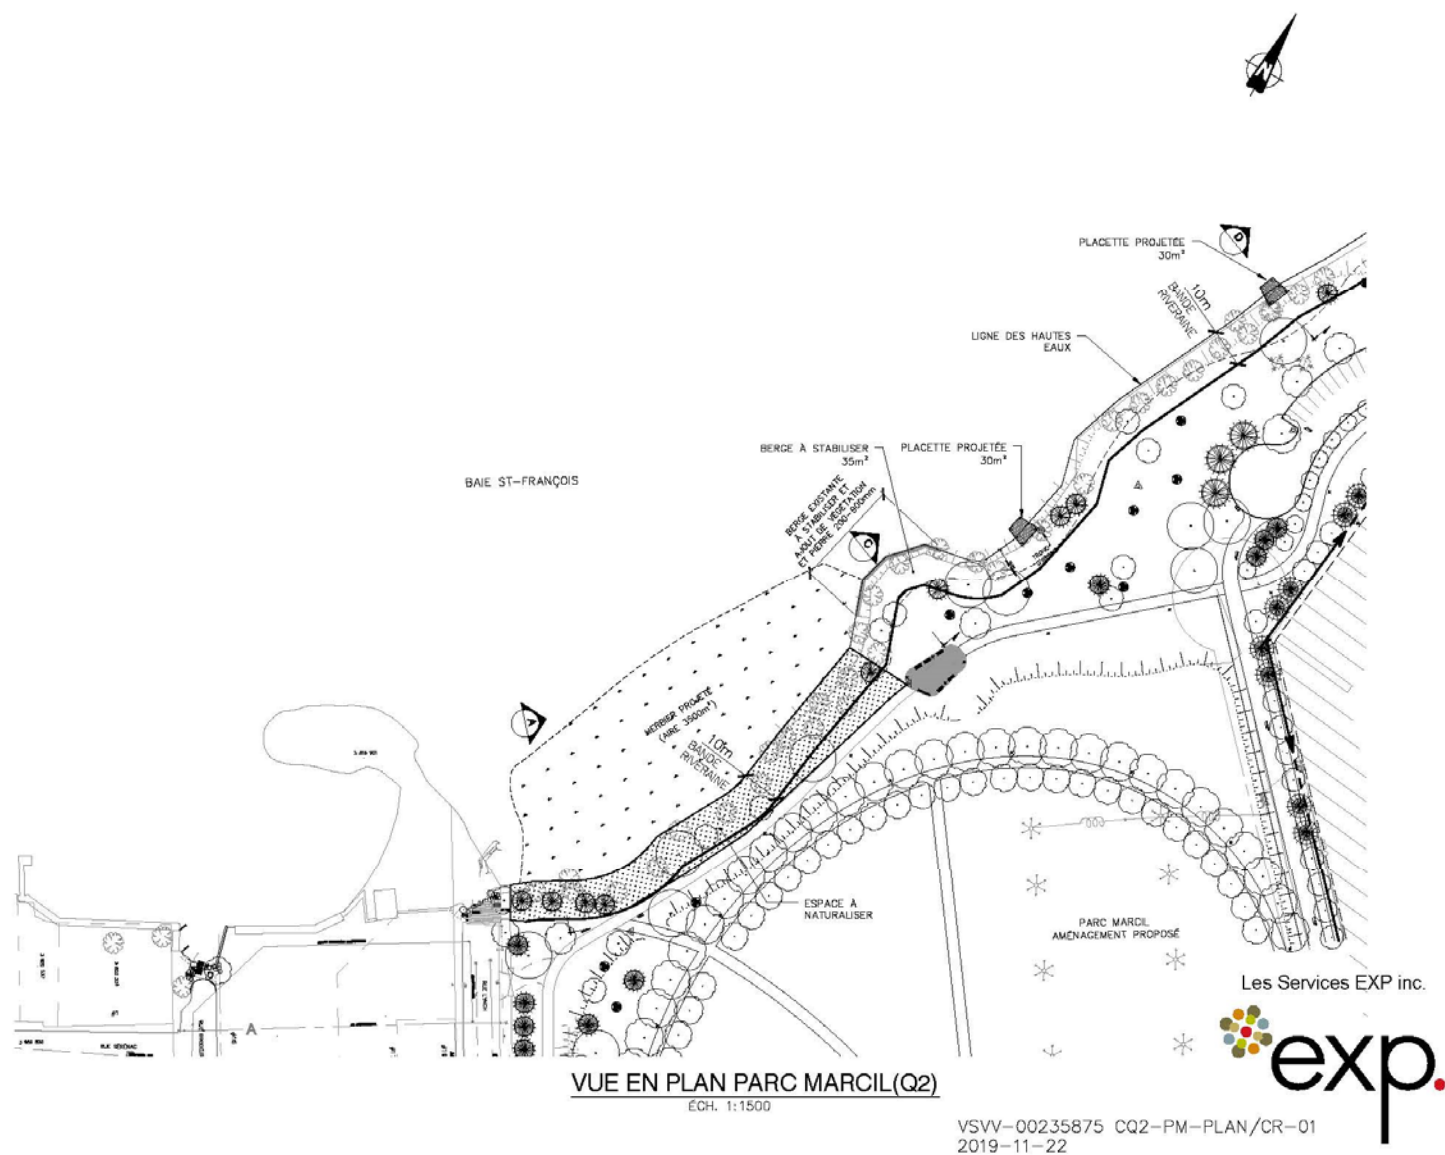 N
D
PLACETTE PROJETÉE
30m²
10m
BANDE
RIVERAINE
LIGNE DES HAUTES
EAUX
BERGE À STABILISER
35m²
PLACETTE PROJETÉE
30m²
BAIE ST-FRANÇOIS
BERGE EXISTANTE
À STABILISER ET
AJOUT DE VÉGÉTATION
ET PIERRE 200-800mm
C
A
HERBIER PROJETÉ
(AIRE 3500m²)
10m
BANDE
RIVERAINE
ESPACE À
NATURALISER
PARC MARCIL
AMÉNAGEMENT PROPOSÉ
A
Les Services EXP inc.
exp.
VUE EN PLAN PARC MARCIL(Q2)
ÉCH. 1:1500
VSVV-00235875 CQ2-PM-PLAN/CR-01
2019-11-22